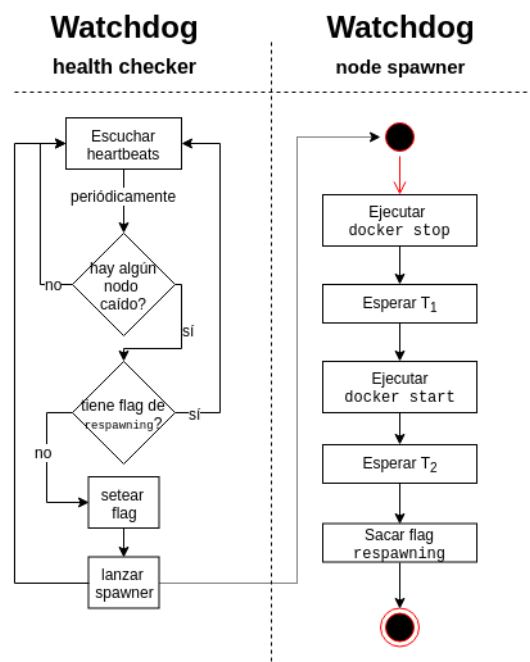 Watchdog
health checker
Escuchar
heartbeats
periódicamente
hay algún
nodo
caído?
no
sí
tiene flag de
respawning?
sí
no
setear
flag
lanzar
spawner
Watchdog
node spawner
Ejecutar
docker stop
Esperar T1
Ejecutar
docker start
Esperar T2
Sacar flag
respawning